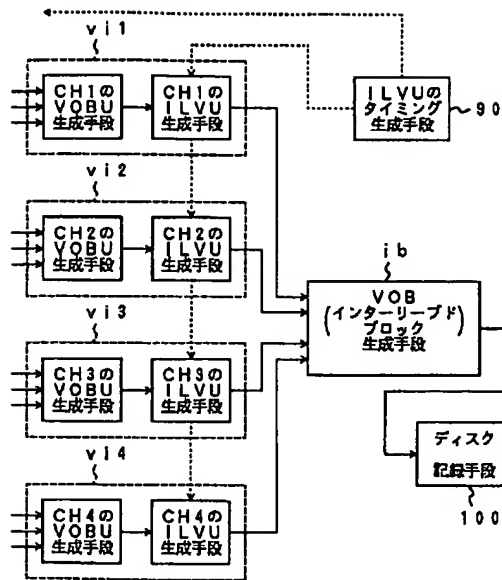 vi1
CH1の
VOBU
生成手段
CH1の
ILVU
生成手段
ILVUの
タイミング
生成手段
90
vi2
CH2の
VOBU
生成手段
CH2の
ILVU
生成手段
ib
VOB
(インターリーブド
ブロック)
生成手段
vi3
CH3の
VOBU
生成手段
CH3の
ILVU
生成手段
ディスク
記録手段
100
vi4
CH4の
VOBU
生成手段
CH4の
ILVU
生成手段